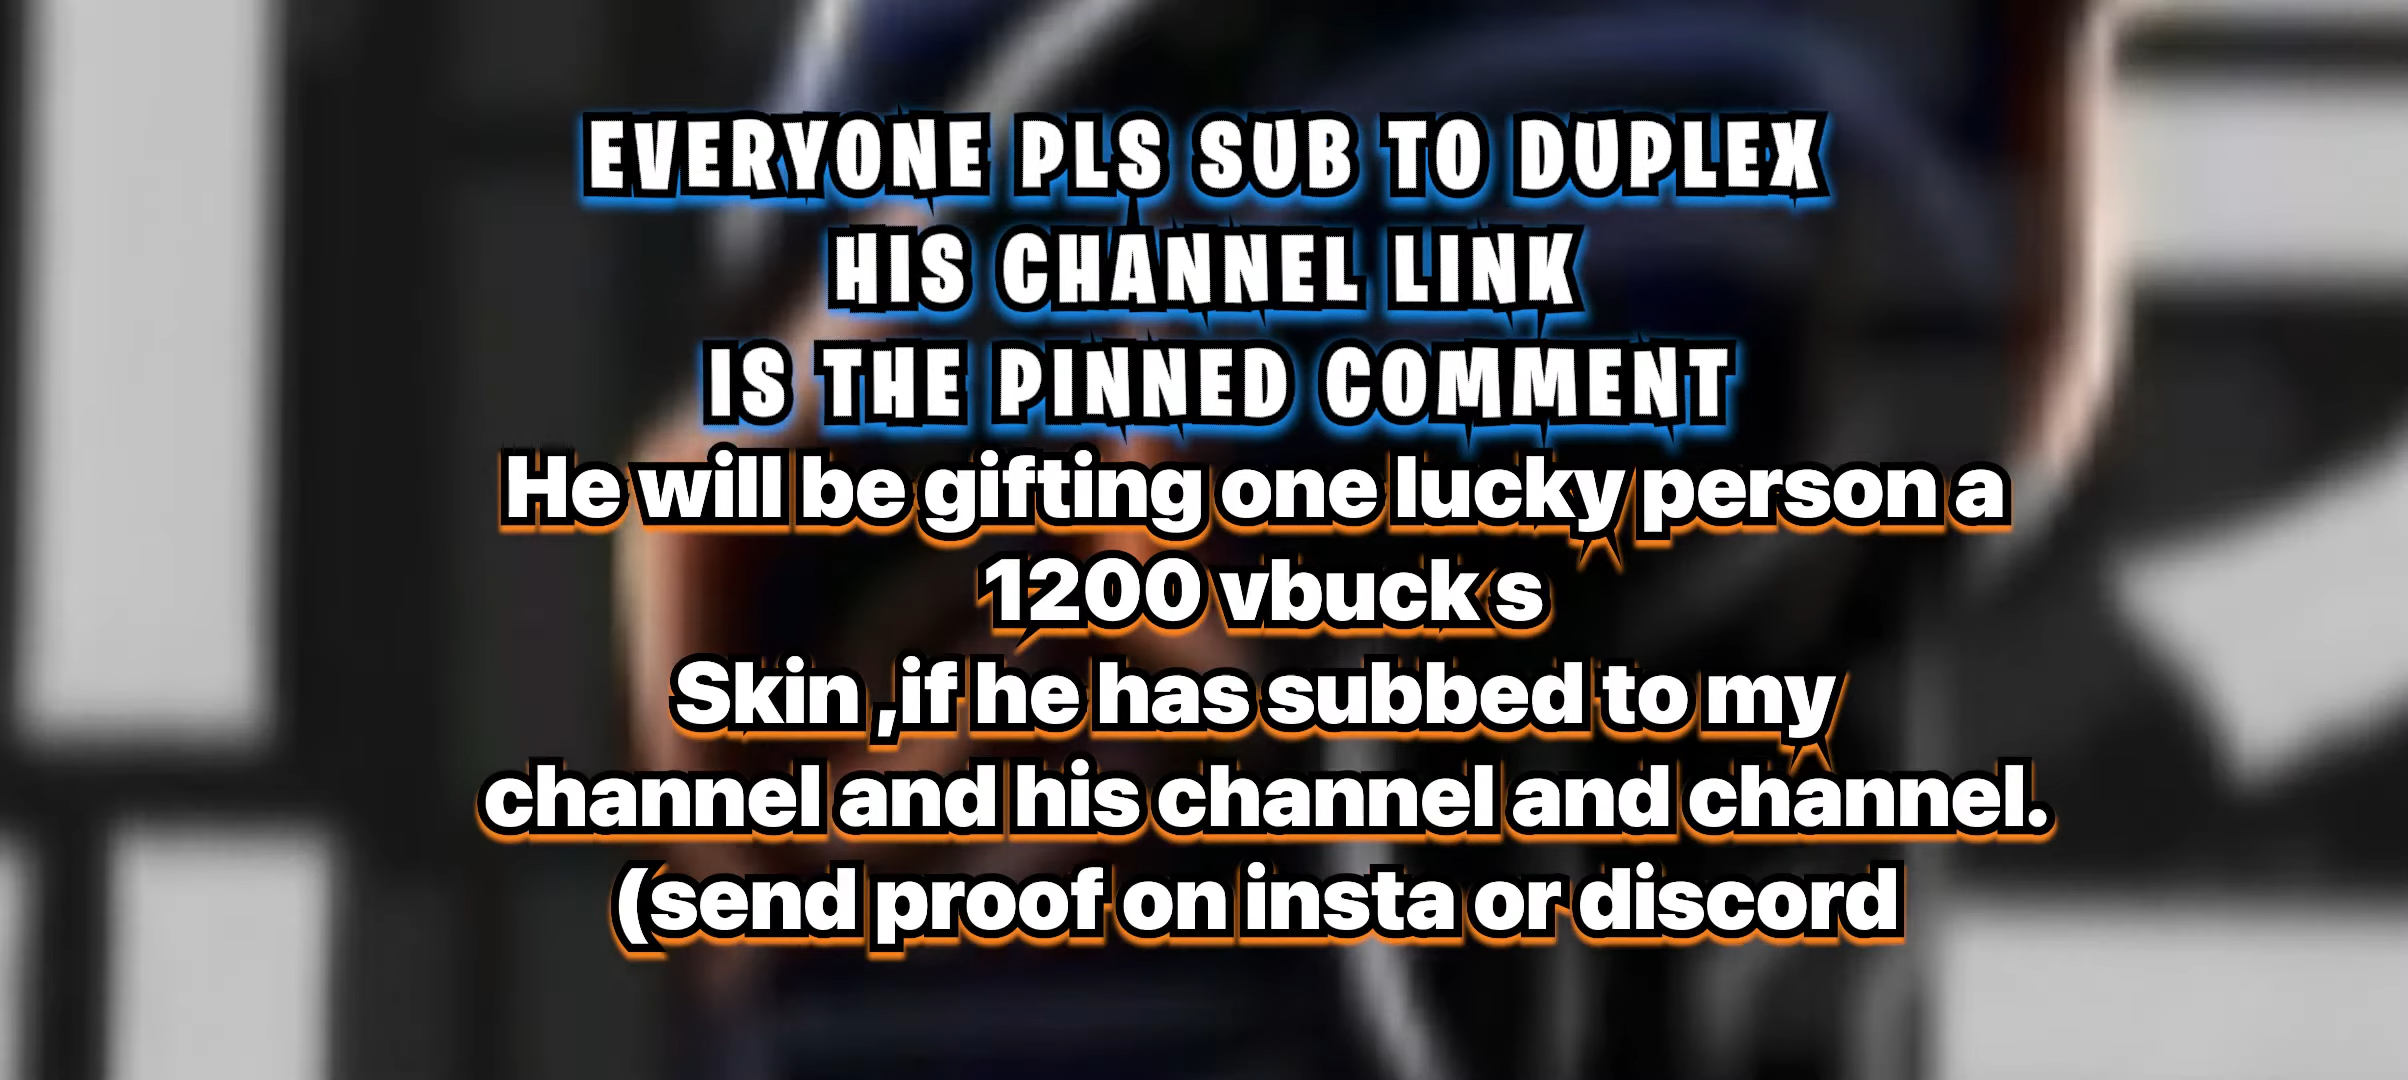 EVERYONE PLS SUB TO DUPLEX
HIS CHANNEL LINK
IS THE PINNED COMMENT
He will be gifting one lucky person a
1200 vbuck s
Skin ,if he has subbed to my
channel and his channel and channel.
(send proof on insta or discord